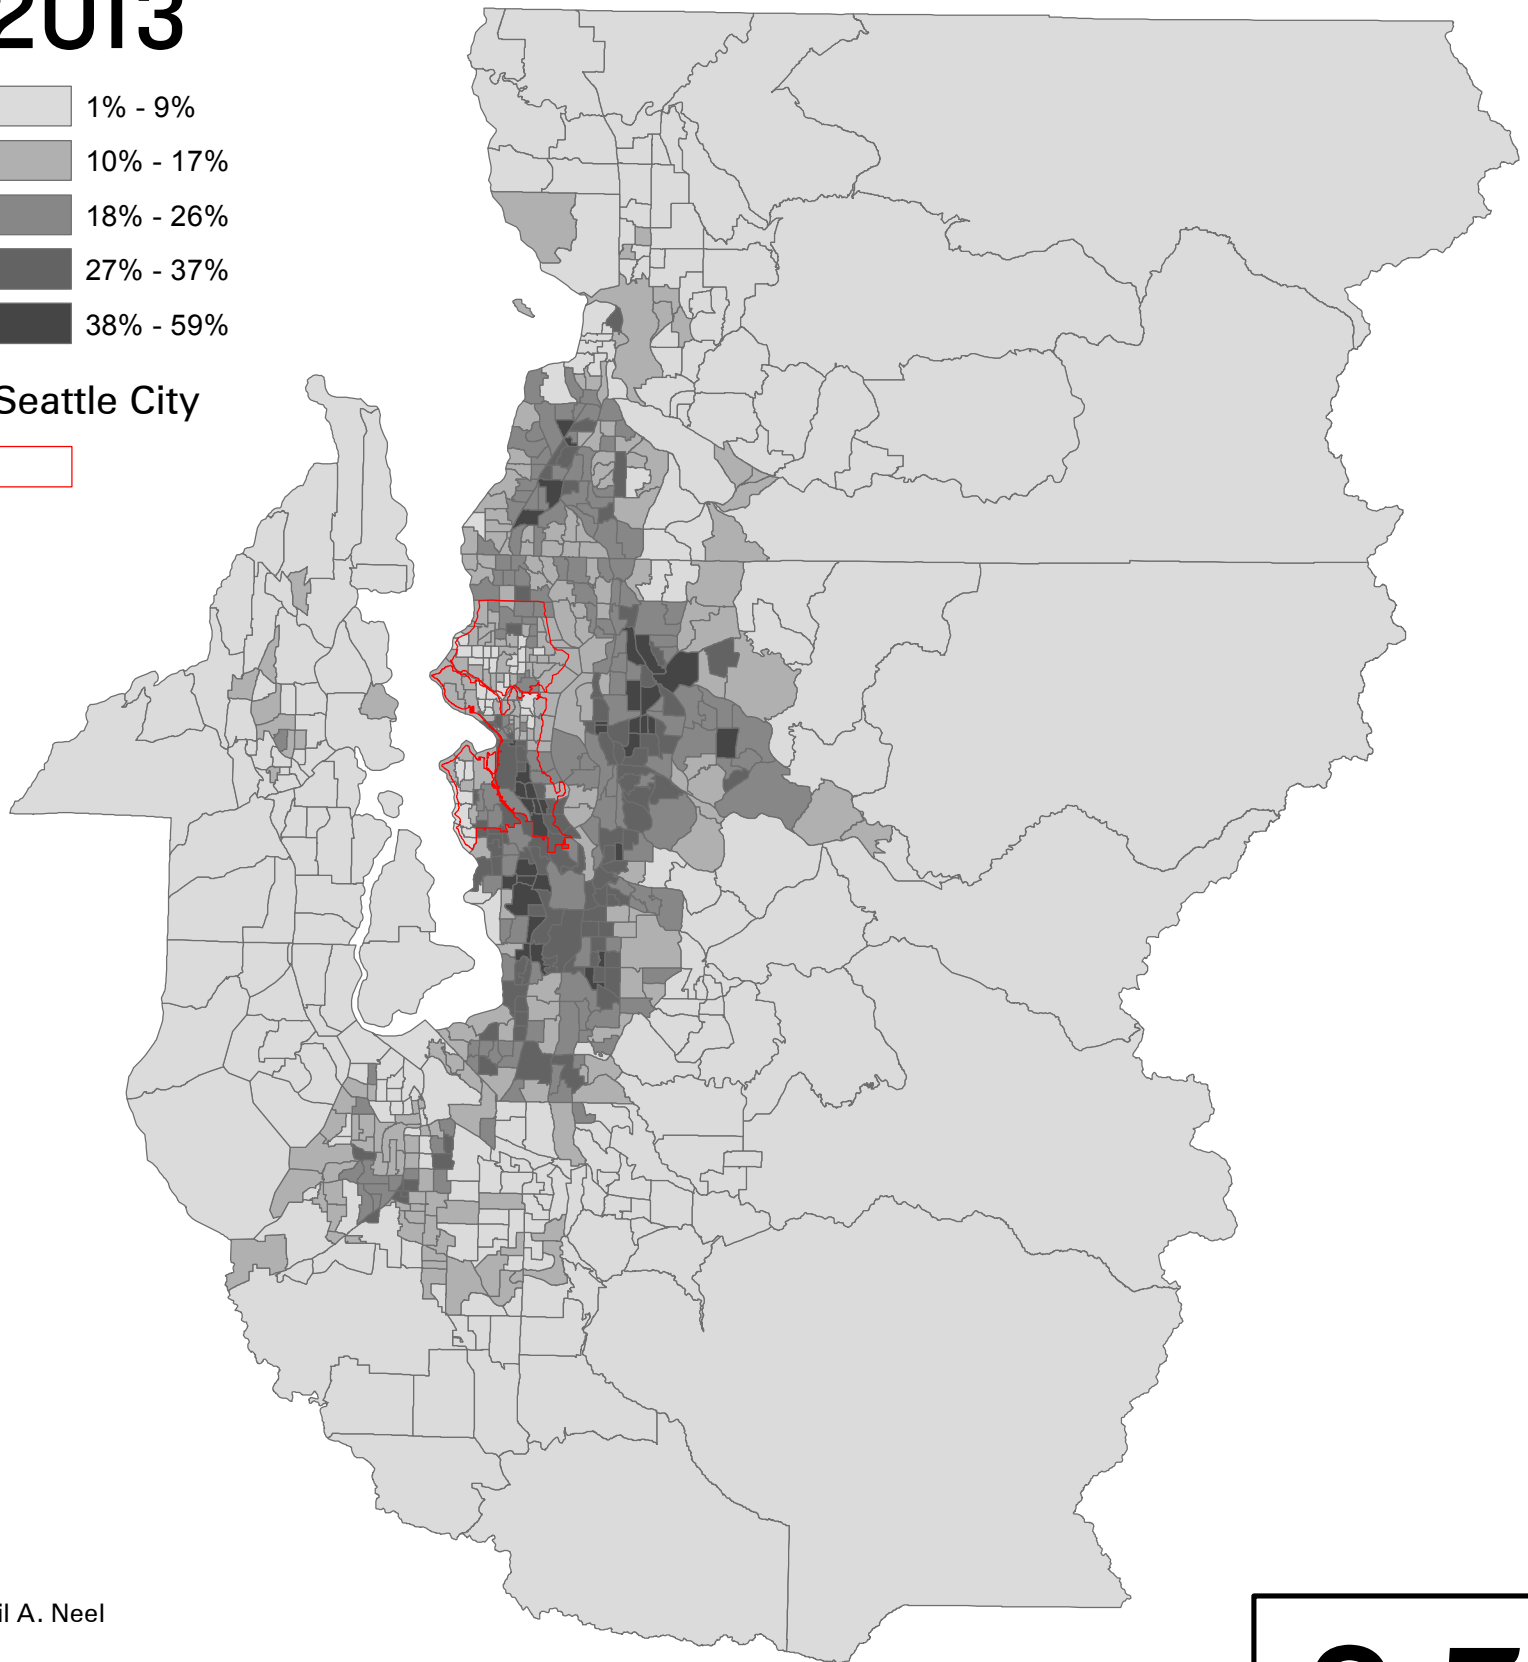 2013
1% - 9%
10% - 17%
18% - 26%
27% - 37%
38% - 59%
Seattle City
il A. Neel